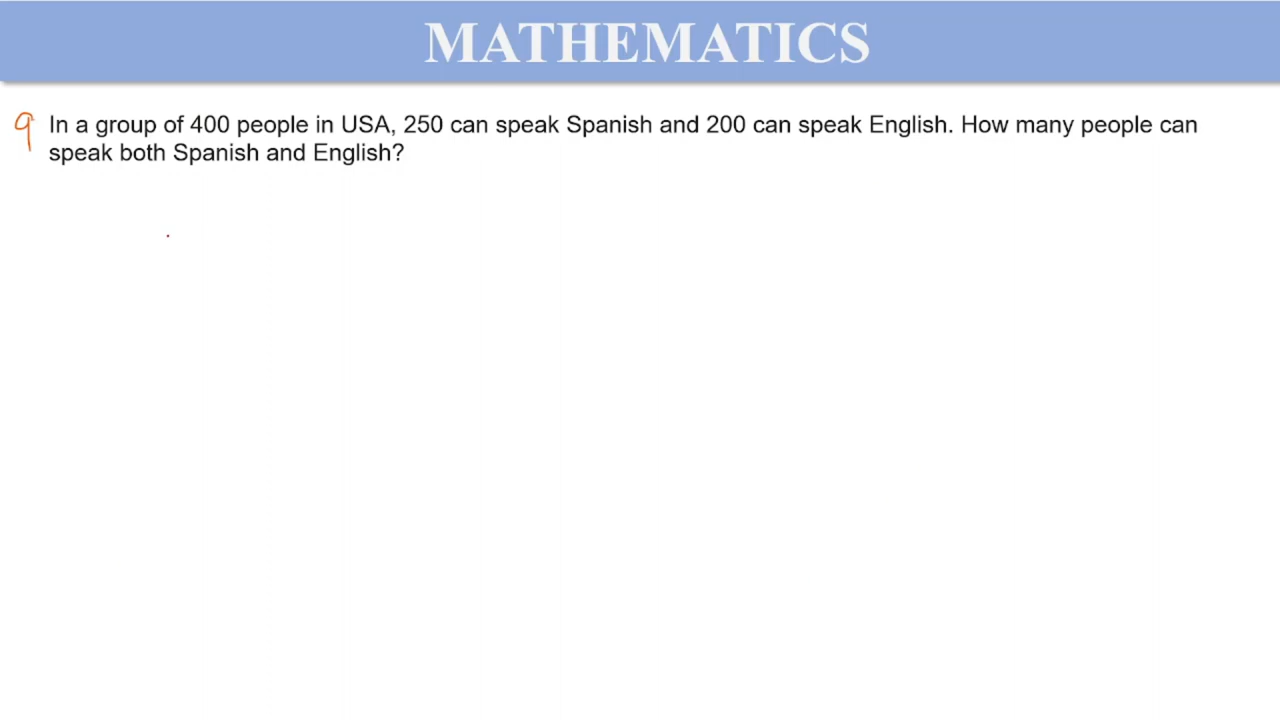 MATHEMATICS
9 In a group of 400 people in USA, 250 can speak Spanish and 200 can speak English. How many people can
speak both Spanish and English?